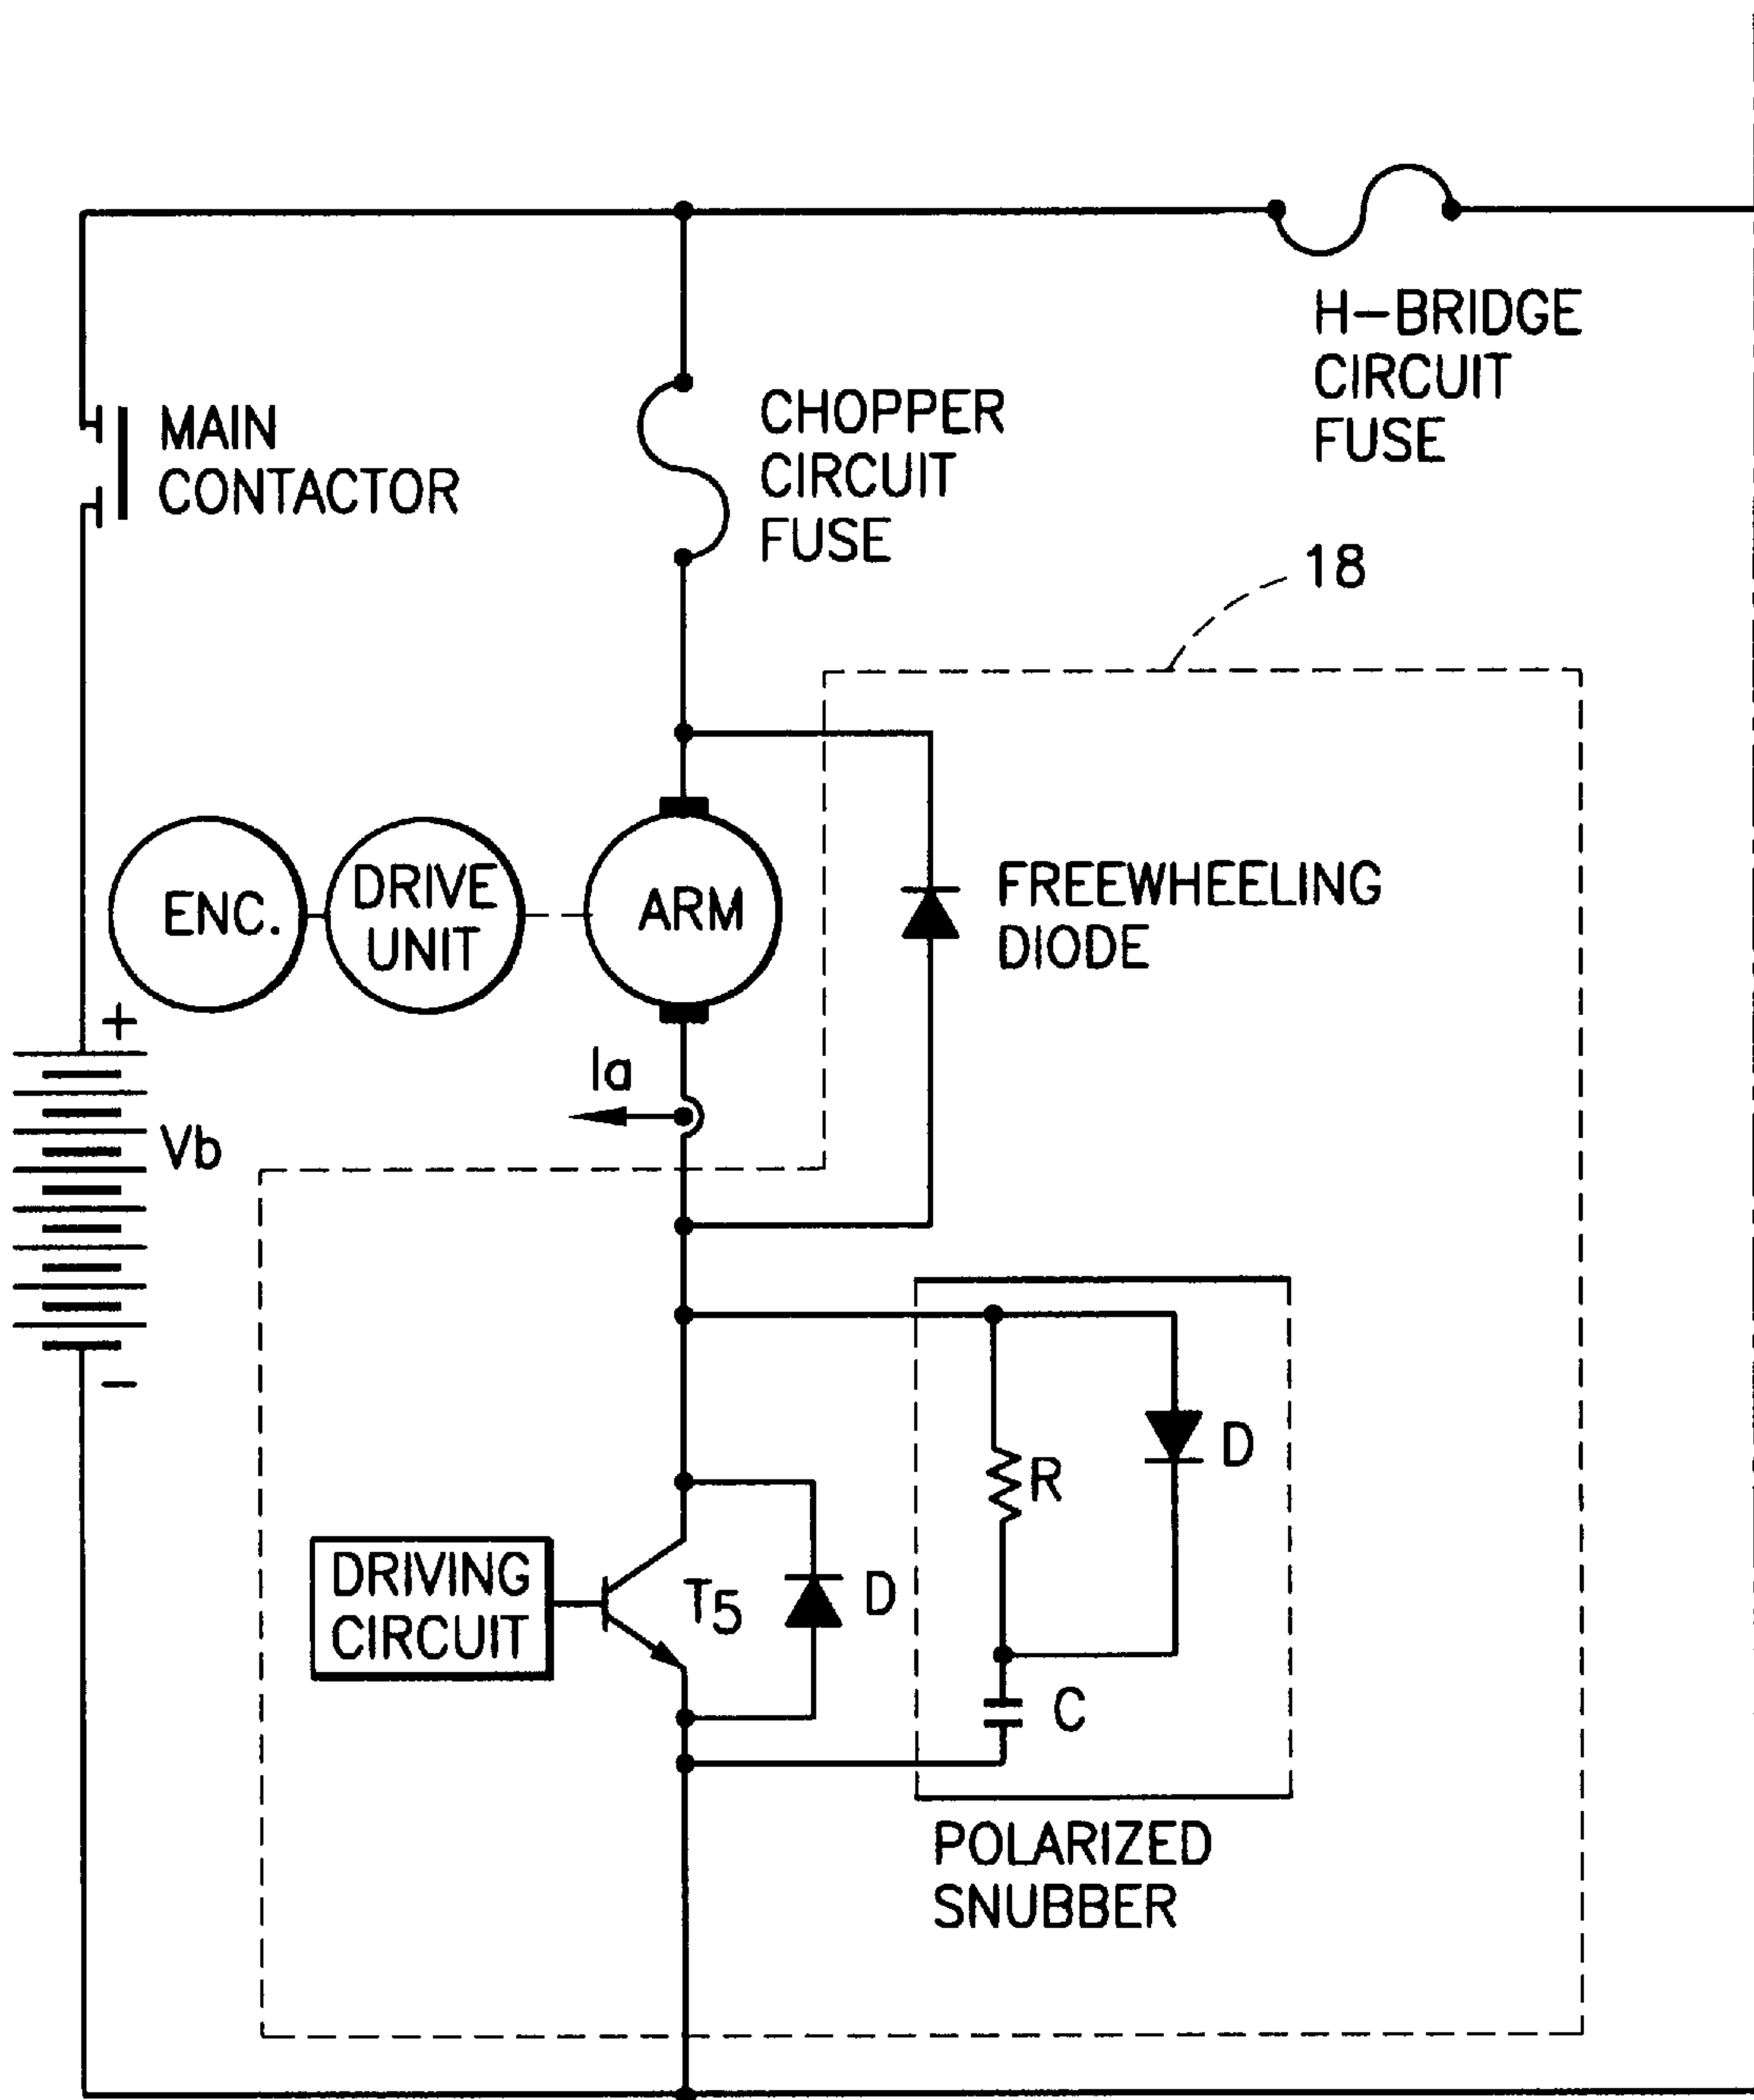 H-BRIDGE
CIRCUIT
FUSE
MAIN
CONTACTOR
CHOPPER
CIRCUIT
FUSE
18
ENC.
DRIVE
UNIT
ARM
FREEWHEELING
DIODE
+
Ia
Vb
-
R
D
DRIVING
CIRCUIT
T5
D
C
POLARIZED
SNUBBER